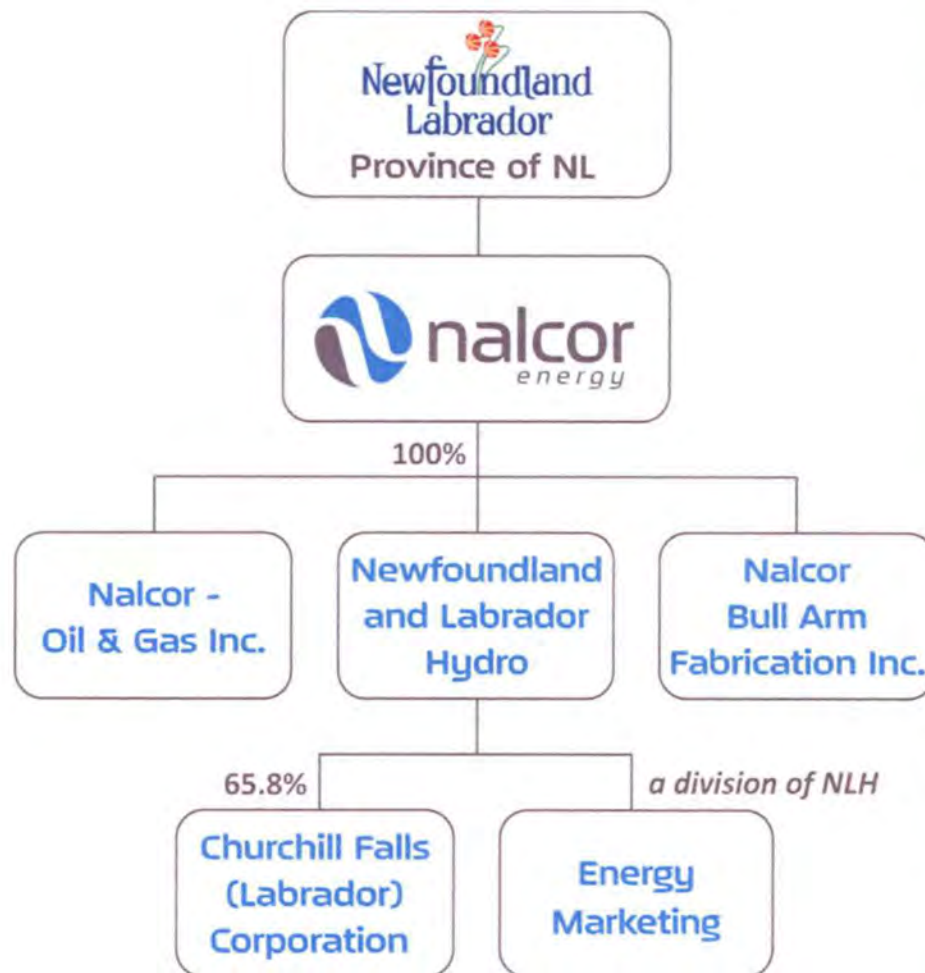 Newfoundland
Labrador
Province of NL
nalcor
energy
100%
Nalcor -
Oil & Gas Inc.
Newfoundland
and Labrador
Hydro
Nalcor
Bull Arm
Fabrication Inc.
65.8%
a division of NLH
Churchill Falls
(Labrador)
Corporation
Energy
Marketing